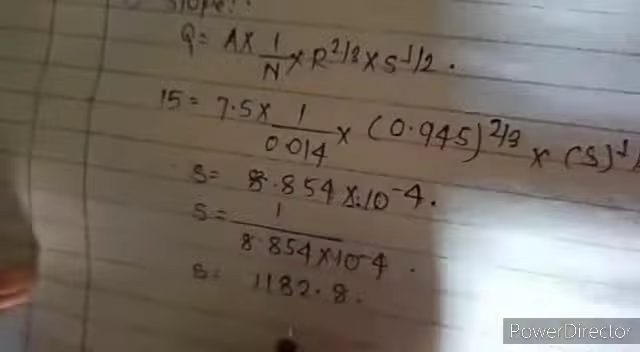 Slope:
Q = A × 1/N × R^2/3 × S^1/2.
15 = 7.5 × 1/0.014 × (0.945)^2/3 × (S)^1/
S = 8.854 × 10^-4.
S = 1/8.854 × 10^-4.
S = 1182.8.
PowerDirector